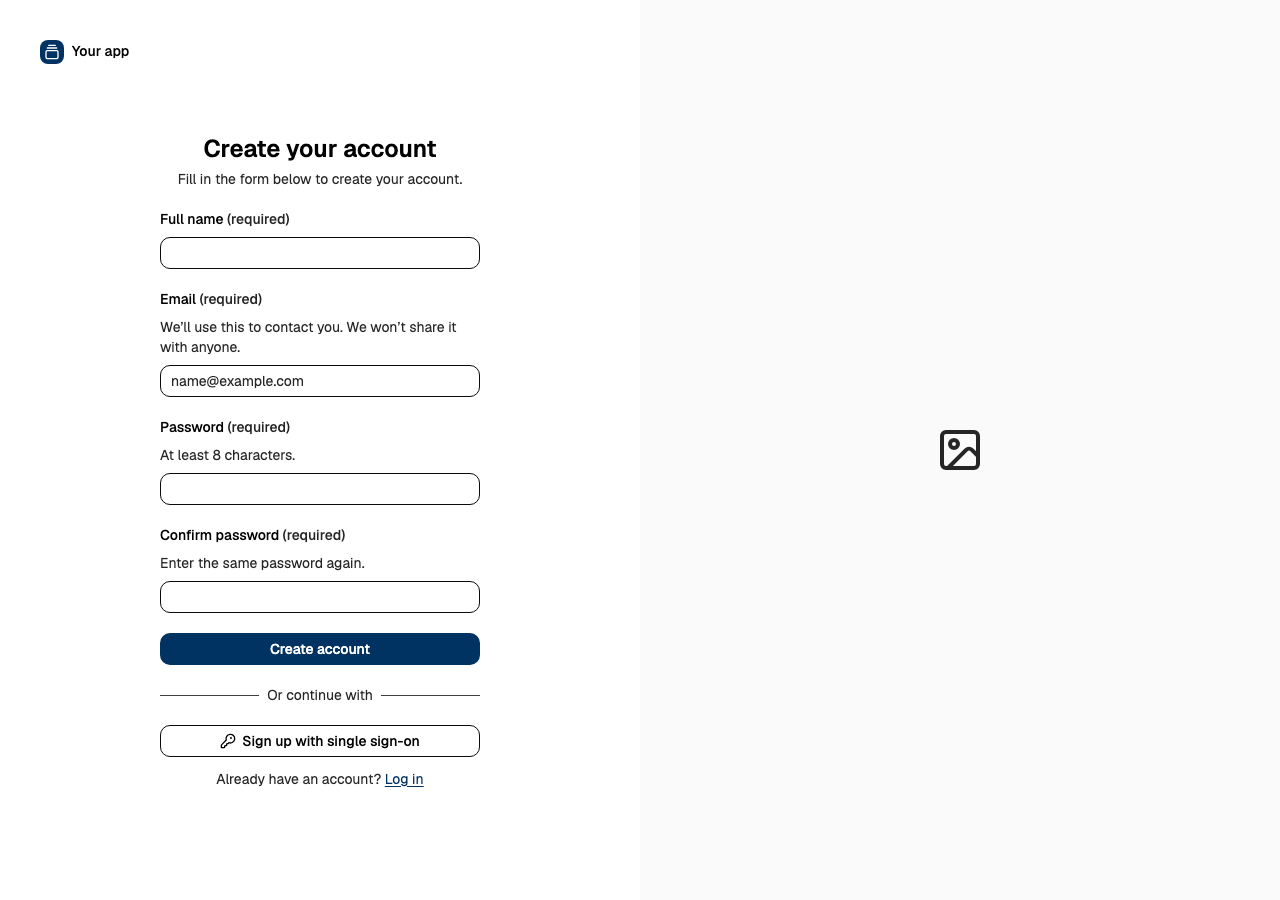 Your app
Create your account
Fill in the form below to create your account.
Full name (required)
Email (required)
We’ll use this to contact you. We won’t share it
with anyone.
name@example.com
Password (required)
At least 8 characters.
Confirm password (required)
Enter the same password again.
Create account
Or continue with
Sign up with single sign-on
Already have an account? Log in